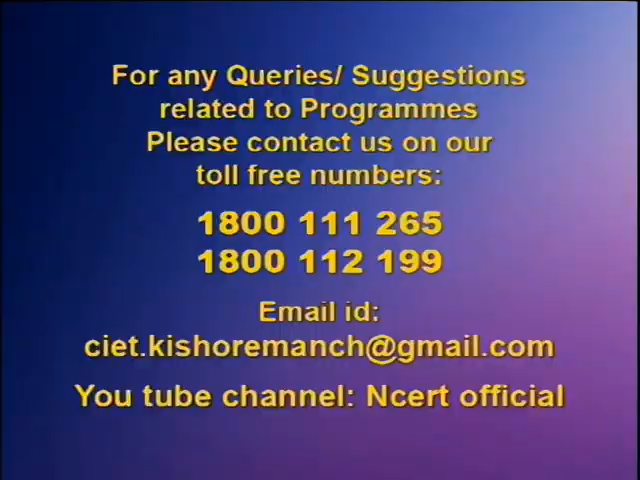 For any Queries/ Suggestions
related to Programmes
Please contact us on our
toll free numbers:
1800 111 265
1800 112 199
Email id:
ciet.kishoremanch@gmail.com
You tube channel: Ncert official